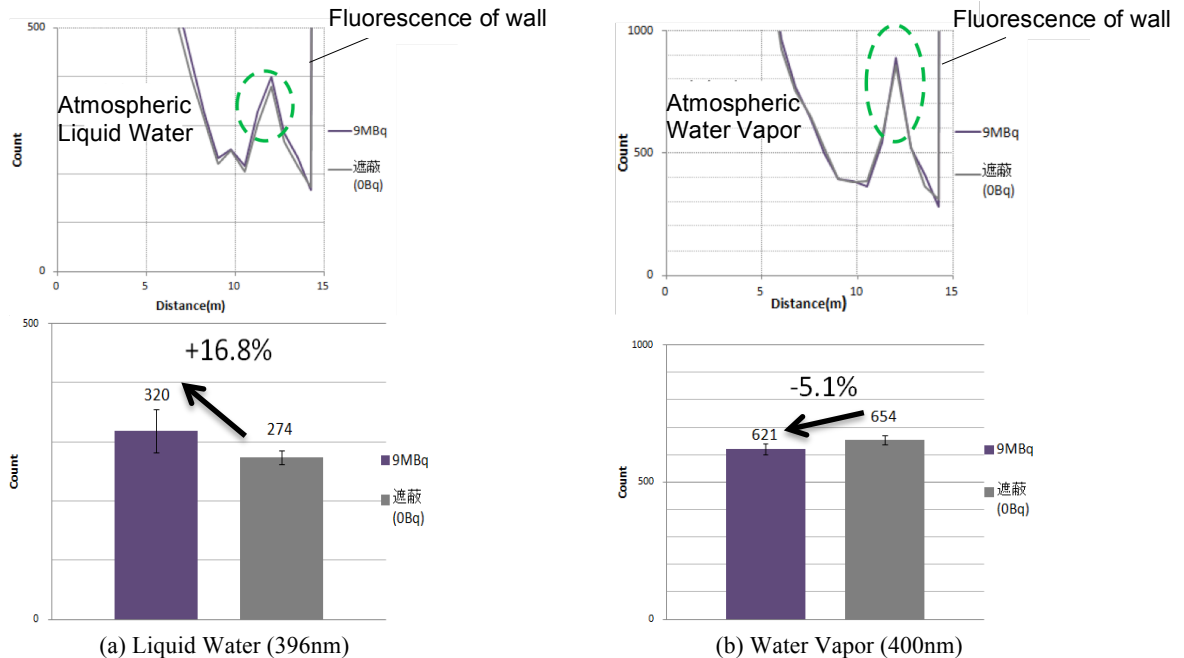 Fluorescence of wall
500
Atmospheric
Liquid Water
Count
9MBq
遮蔽
(0Bq)
0
0
5
10
15
Distance(m)
Fluorescence of wall
1000
Atmospheric
Water Vapor
500
Count
9MBq
遮蔽
(0Bq)
0
0
5
10
15
Distance(m)
500
+16.8%
320
274
Count
9MBq
遮蔽
(0Bq)
0
(a) Liquid Water (396nm)
1000
-5.1%
621
654
500
Count
9MBq
遮蔽
(0Bq)
0
(b) Water Vapor (400nm)